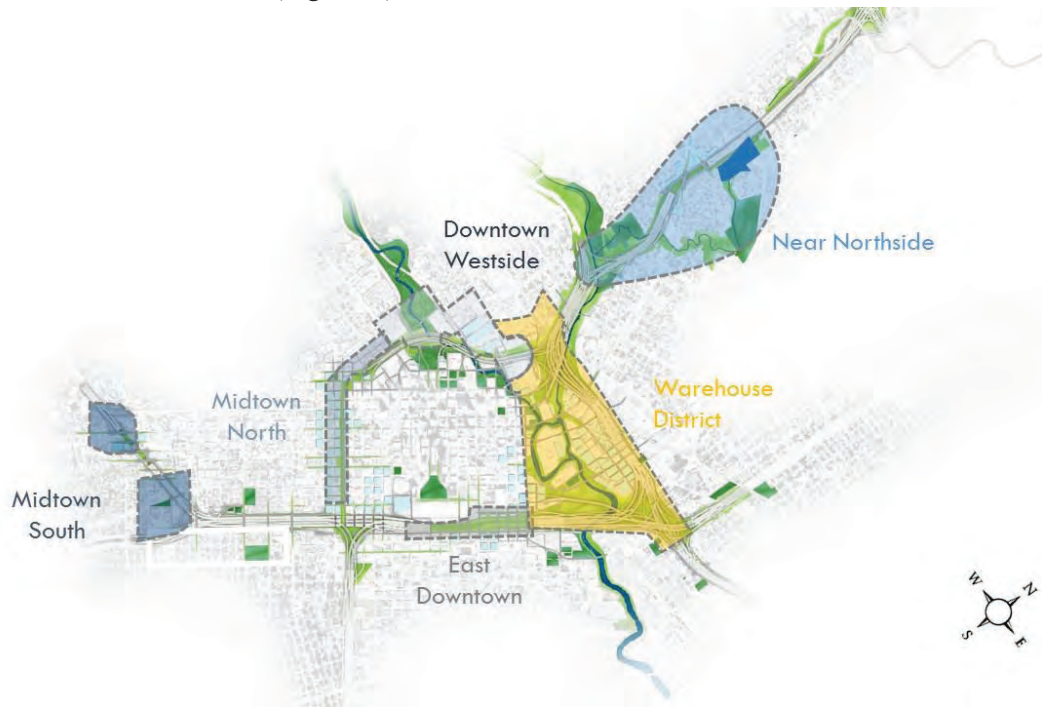 Downtown
Westside
Near Northside
Midtown
North
Warehouse
District
Midtown
South
East
Downtown
W
N
S
E